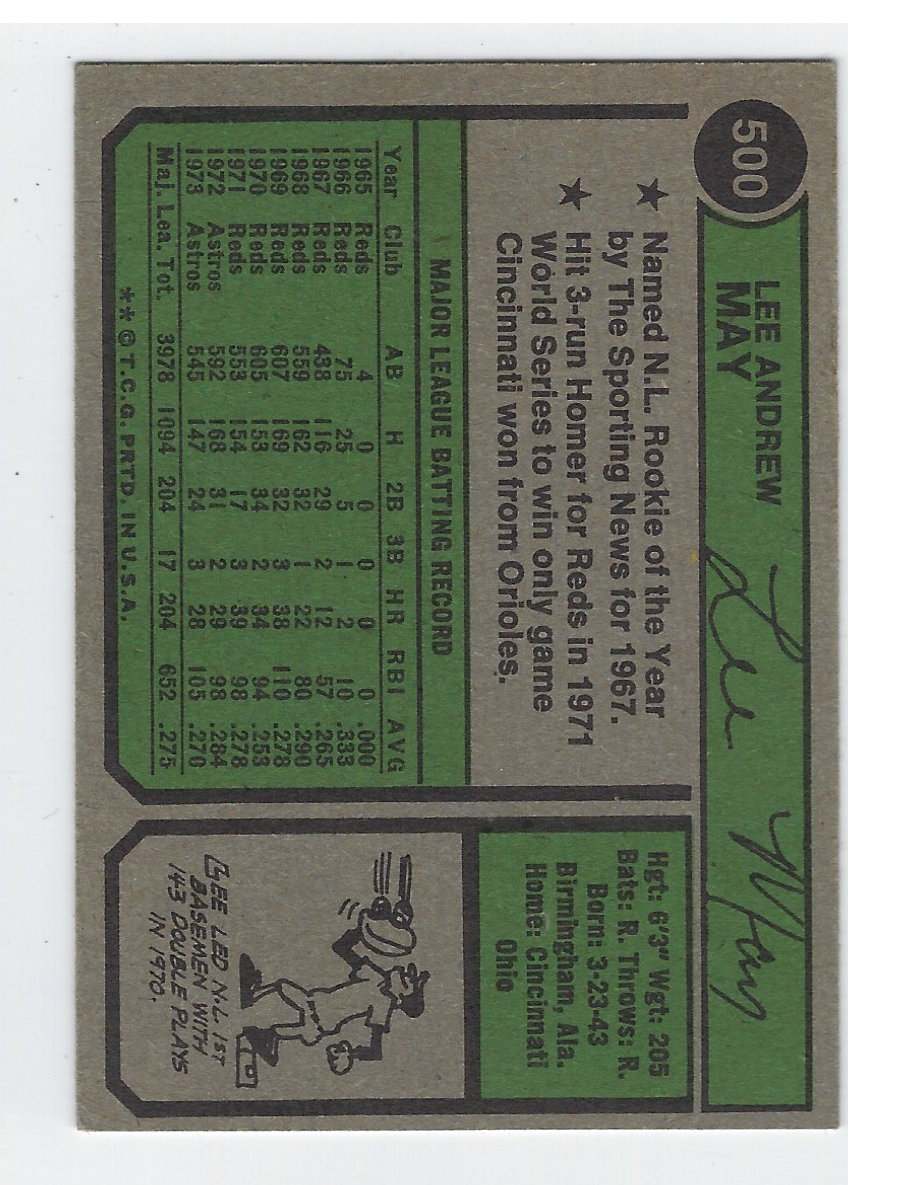 500
LEE ANDREW
MAY
Lee May
★ Named N.L. Rookie of the Year
by The Sporting News for 1967.
★ Hit 3-run Homer for Reds in 1971
World Series to win only game
Cincinnati won from Orioles.
MAJOR LEAGUE BATTING RECORD
Year Club AB H 2B 3B HR RBI AVG
1965 Reds 4 0 0 0 0 0 .000
1966 Reds 75 25 5 1 2 10 .333
1967 Reds 438 116 29 2 12 57 .265
1968 Reds 559 162 32 1 22 80 .290
1969 Reds 607 169 32 3 38 110 .278
1970 Reds 605 153 34 2 34 94 .253
1971 Reds 553 154 17 3 39 98 .278
1972 Astros 592 168 31 2 29 98 .284
1973 Astros 545 147 24 3 28 105 .270
Maj. Lea. Tot. 3978 1094 204 17 204 652 .275
**©T.C.G. PRTD. IN U.S.A.
Hgt: 6'3" Wgt: 205
Bats: R. Throws: R.
Born: 3-23-43
Birmingham, Ala.
Home: Cincinnati
Ohio
LEE LED N.L. 1ST
BASEMEN WITH
143 DOUBLE PLAYS
IN 1970.